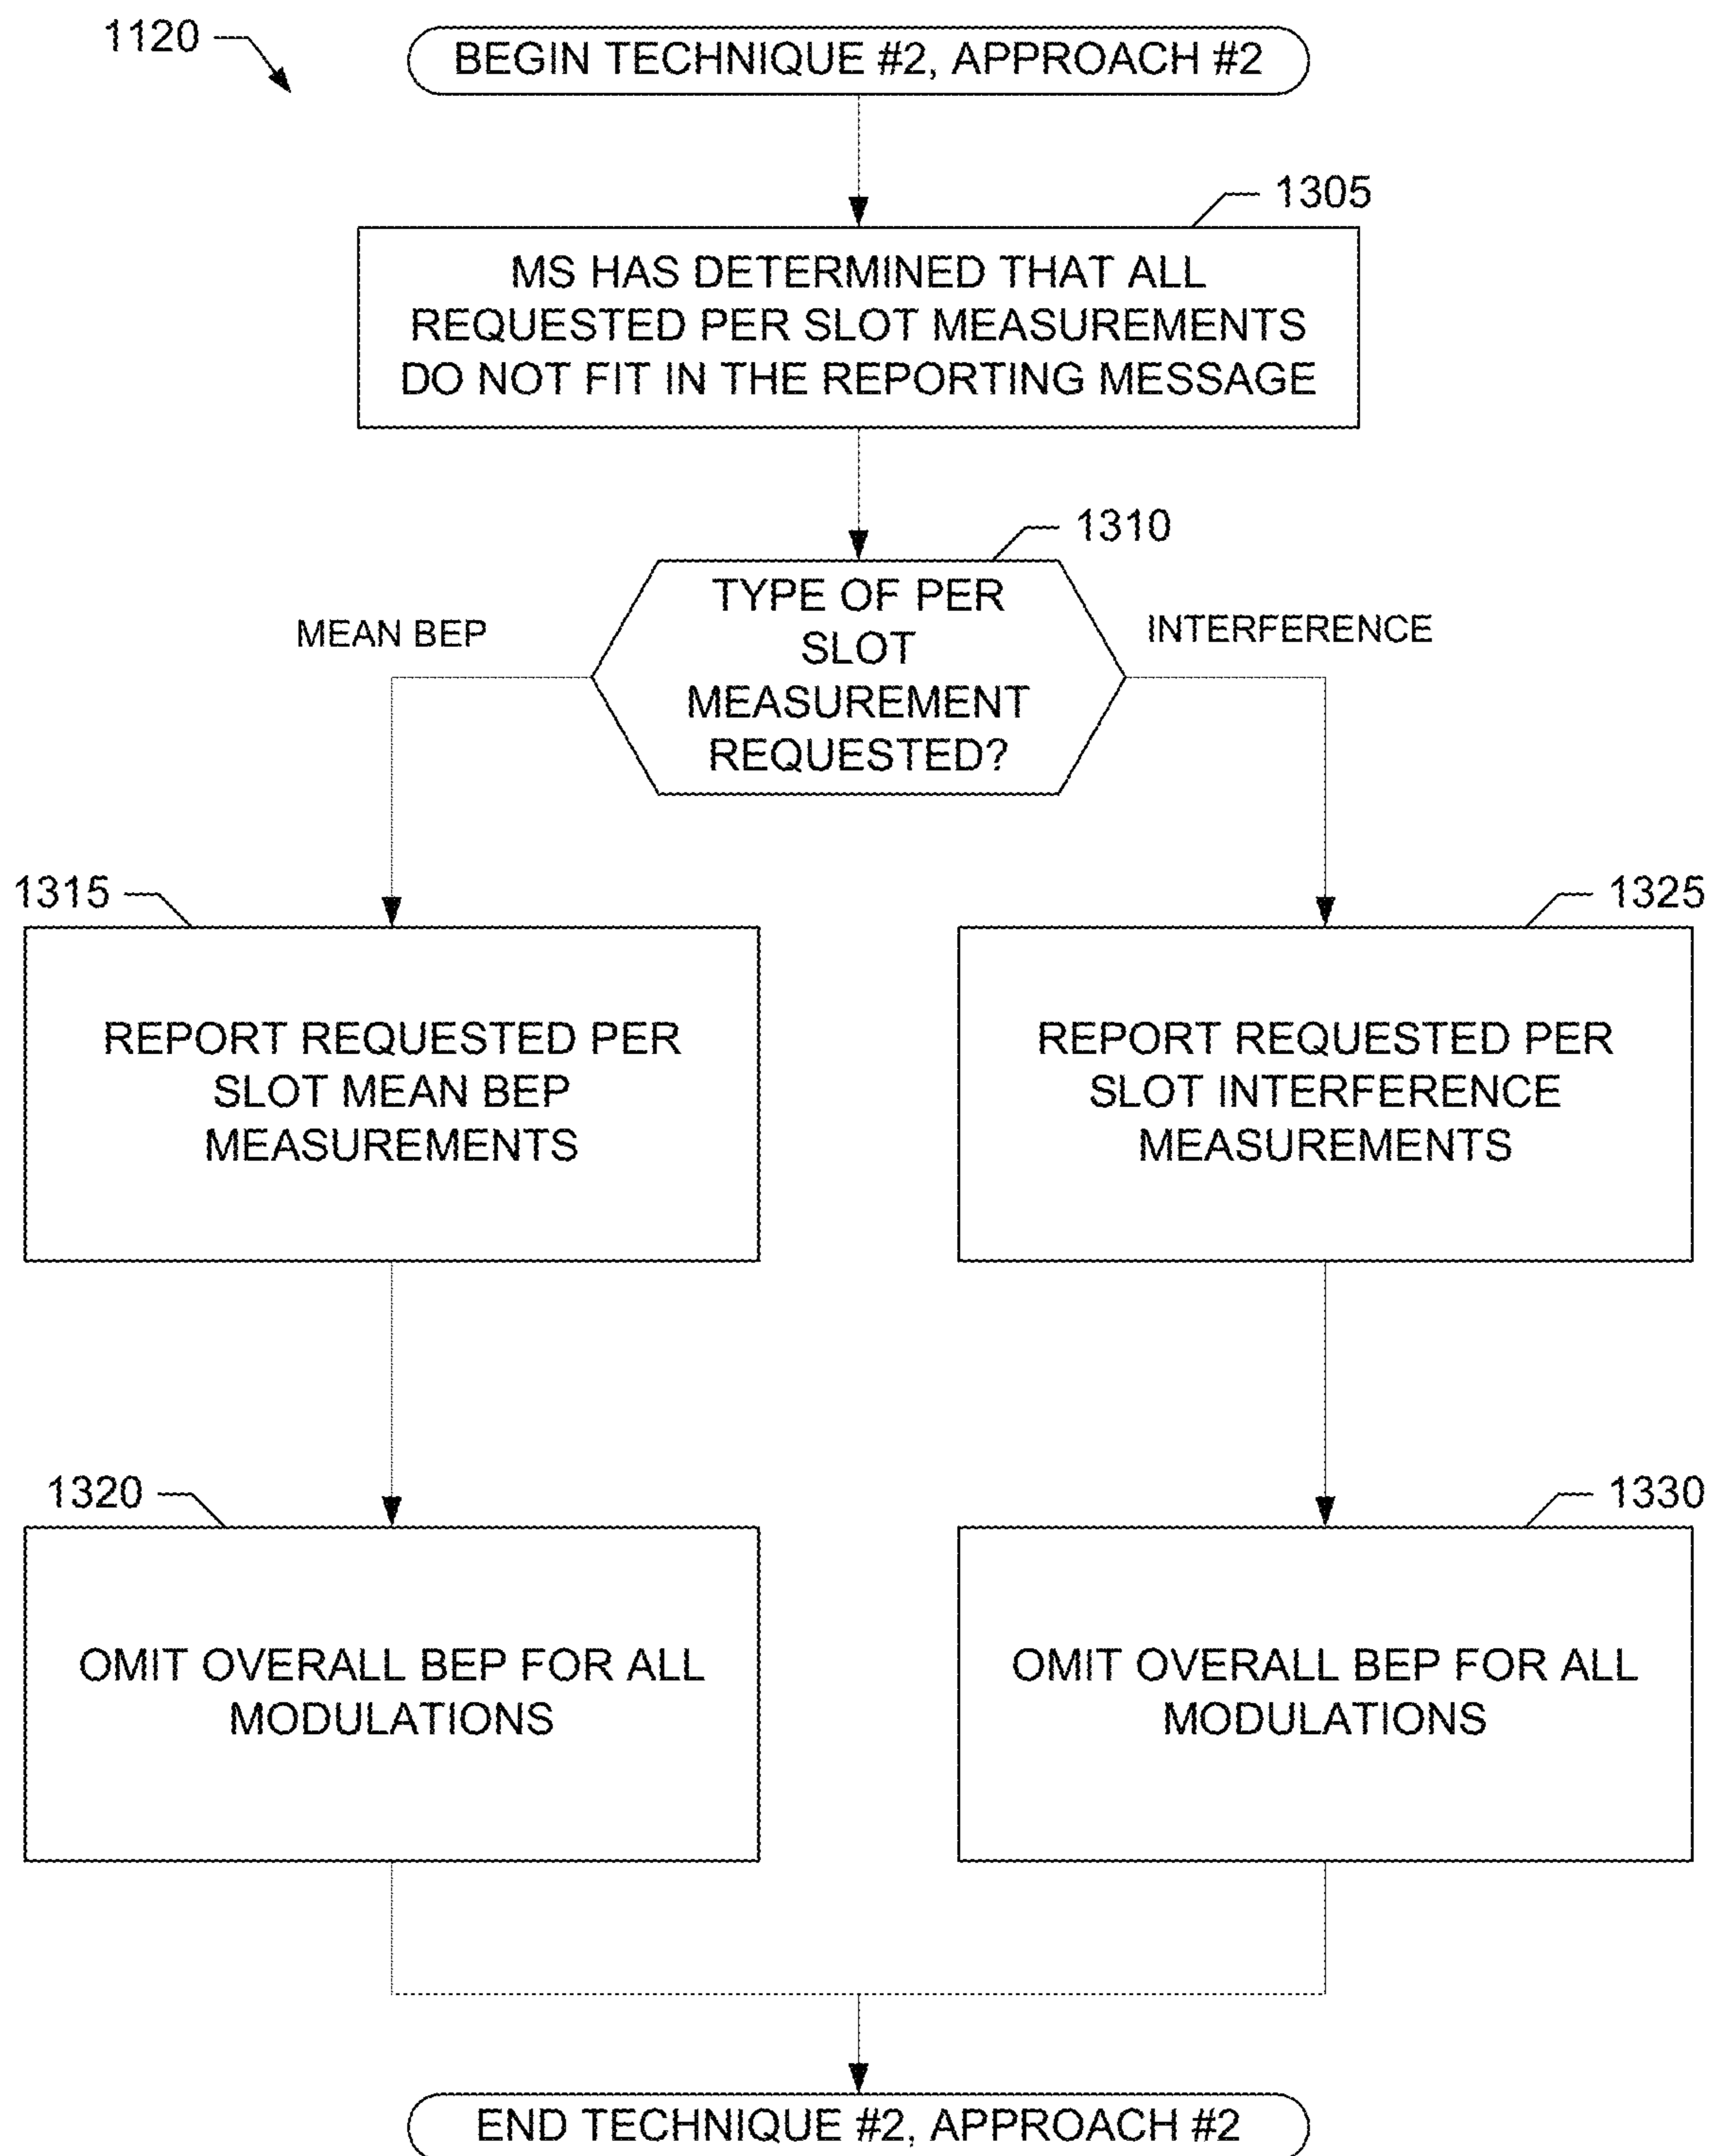 1120
BEGIN TECHNIQUE #2, APPROACH #2
1305
MS HAS DETERMINED THAT ALL
REQUESTED PER SLOT MEASUREMENTS
DO NOT FIT IN THE REPORTING MESSAGE
1310
TYPE OF PER
SLOT
MEASUREMENT
REQUESTED?
MEAN BEP
INTERFERENCE
1315
REPORT REQUESTED PER
SLOT MEAN BEP
MEASUREMENTS
1325
REPORT REQUESTED PER
SLOT INTERFERENCE
MEASUREMENTS
1320
OMIT OVERALL BEP FOR ALL
MODULATIONS
1330
OMIT OVERALL BEP FOR ALL
MODULATIONS
END TECHNIQUE #2, APPROACH #2